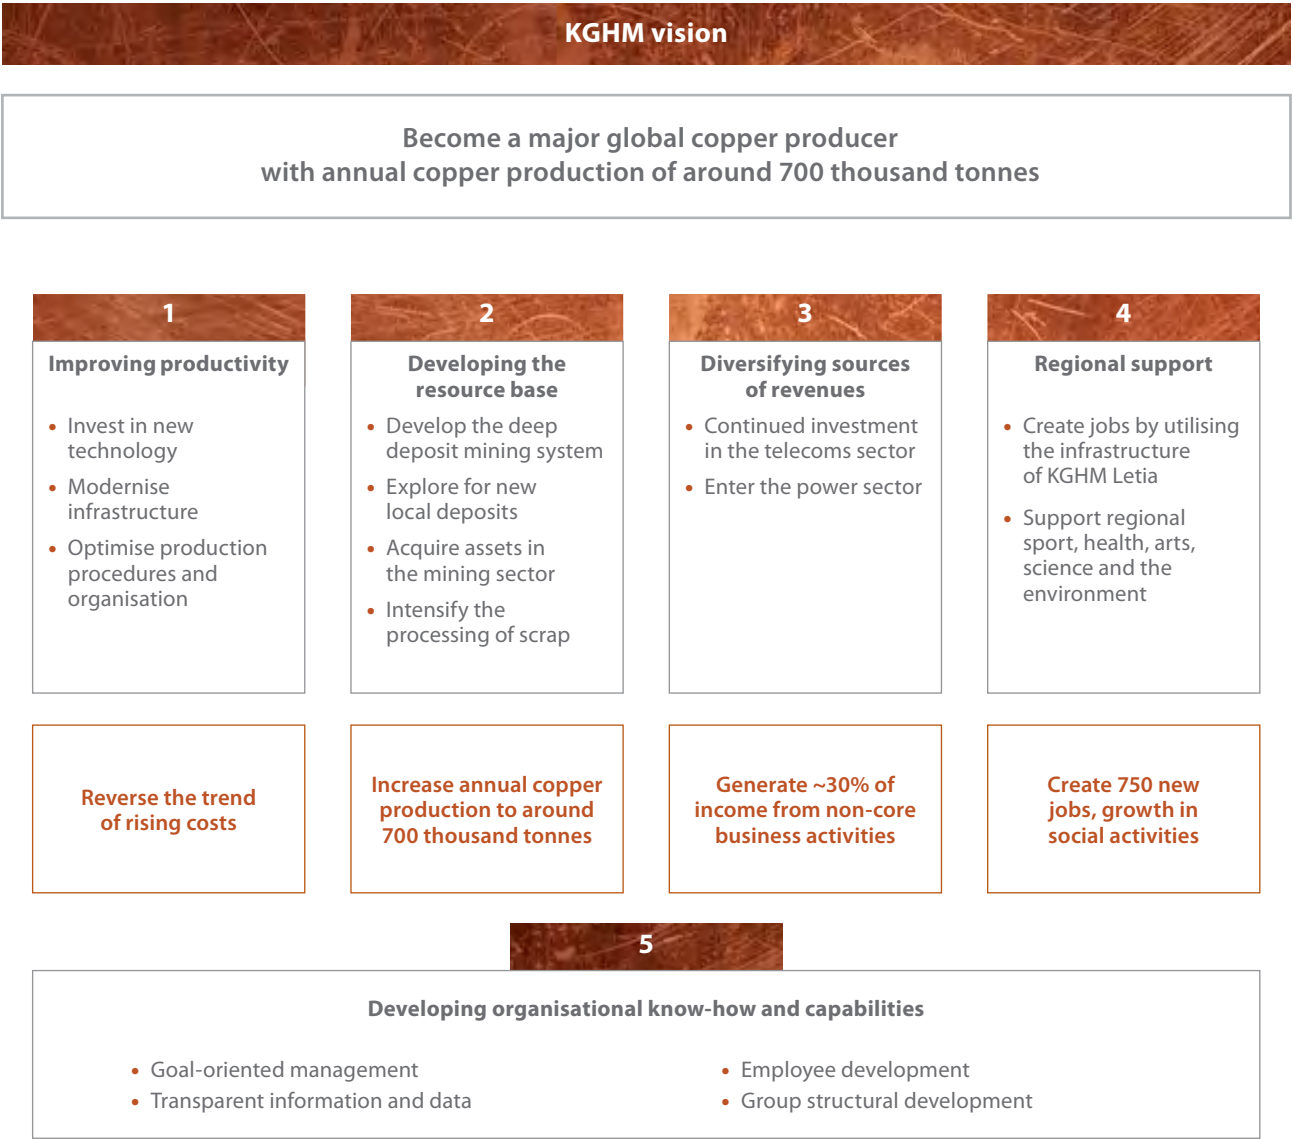 KGHM vision
Become a major global copper producer
with annual copper production of around 700 thousand tonnes
1
Improving productivity
• Invest in new
technology
• Modernise
infrastructure
• Optimise production
procedures and
organisation
Reverse the trend
of rising costs
2
Developing the
resource base
• Develop the deep
deposit mining system
• Explore for new
local deposits
• Acquire assets in
the mining sector
• Intensify the
processing of scrap
Increase annual copper
production to around
700 thousand tonnes
3
Diversifying sources
of revenues
• Continued investment
in the telecoms sector
• Enter the power sector
Generate ~30% of
income from non-core
business activities
4
Regional support
• Create jobs by utilising
the infrastructure
of KGHM Letia
• Support regional
sport, health, arts,
science and the
environment
Create 750 new
jobs, growth in
social activities
5
Developing organisational know-how and capabilities
• Goal-oriented management
• Transparent information and data
• Employee development
• Group structural development